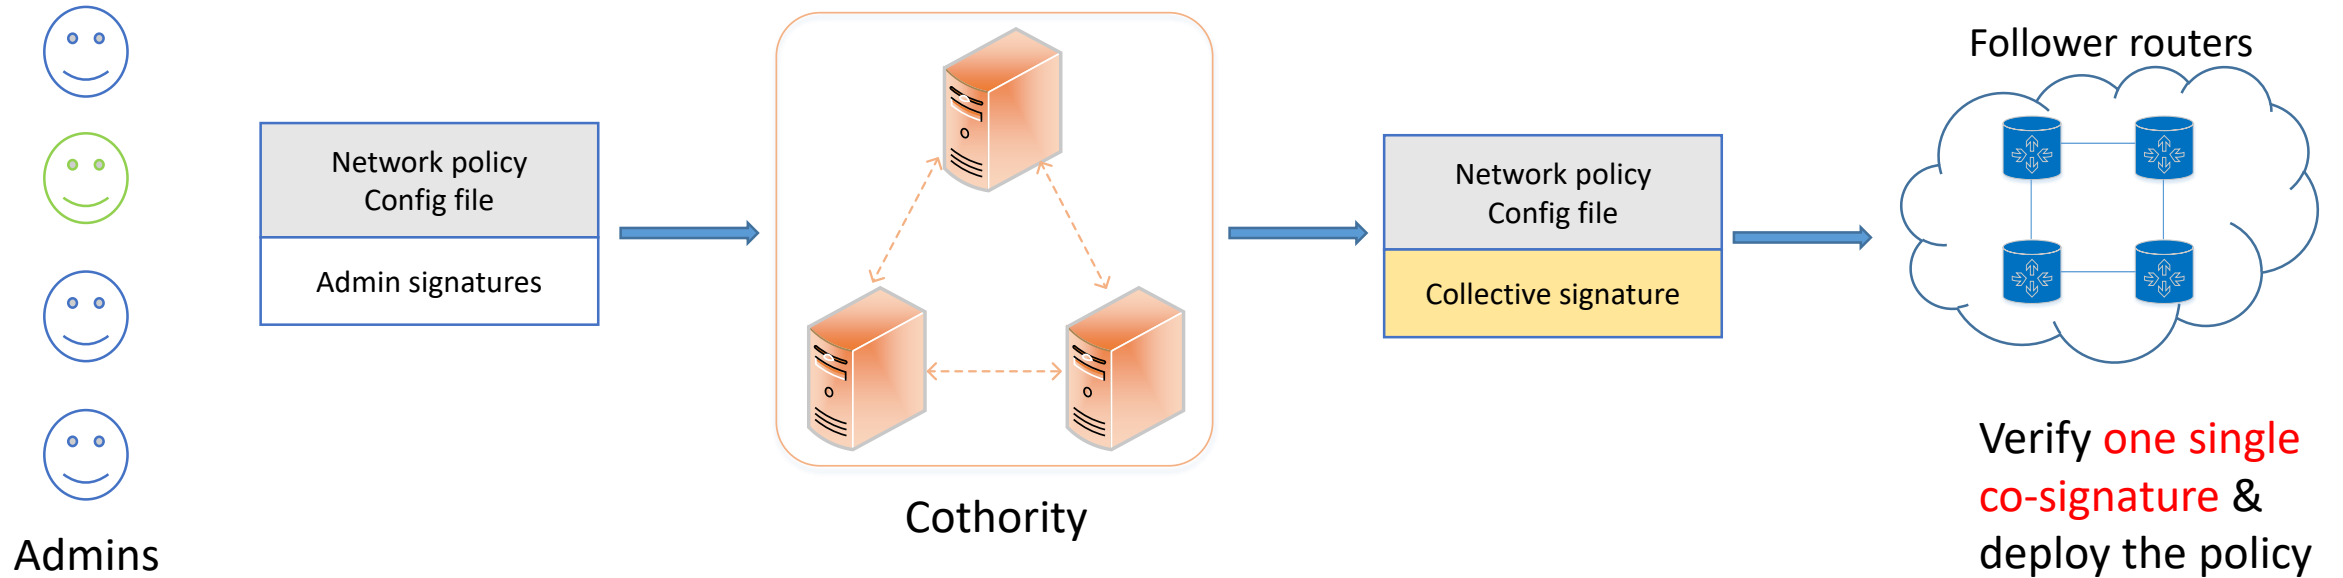 Admins
Network policy
Config file
Admin signatures
Cothority
Network policy
Config file
Collective signature
Follower routers
Verify one single
co-signature &
deploy the policy